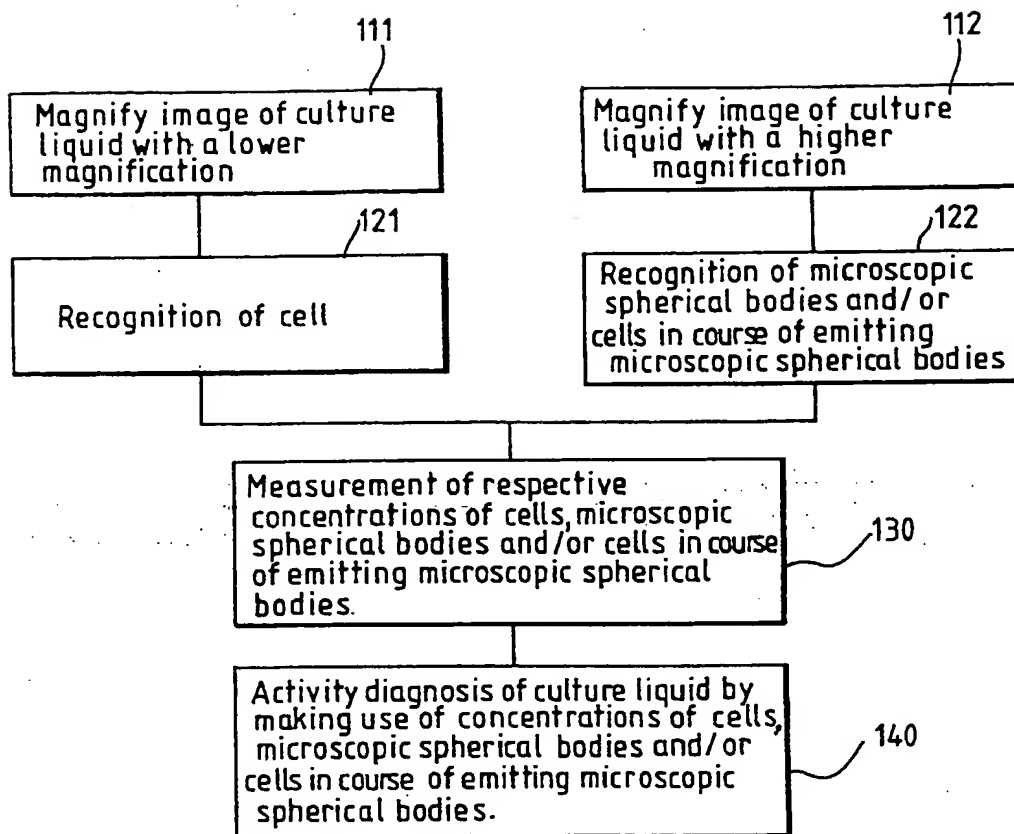 111
112
Magnify image of culture
liquid with a lower
magnification
Magnify image of culture
liquid with a higher
magnification
121
122
Recognition of cell
Recognition of microscopic
spherical bodies and/or
cells in course of emitting
microscopic spherical bodies
Measurement of respective
concentrations of cells, microscopic
spherical bodies and/or cells in course
of emitting microscopic spherical
bodies.
130
Activity diagnosis of culture liquid by
making use of concentrations of cells,
microscopic spherical bodies and/or
cells in course of emitting microscopic
spherical bodies.
140